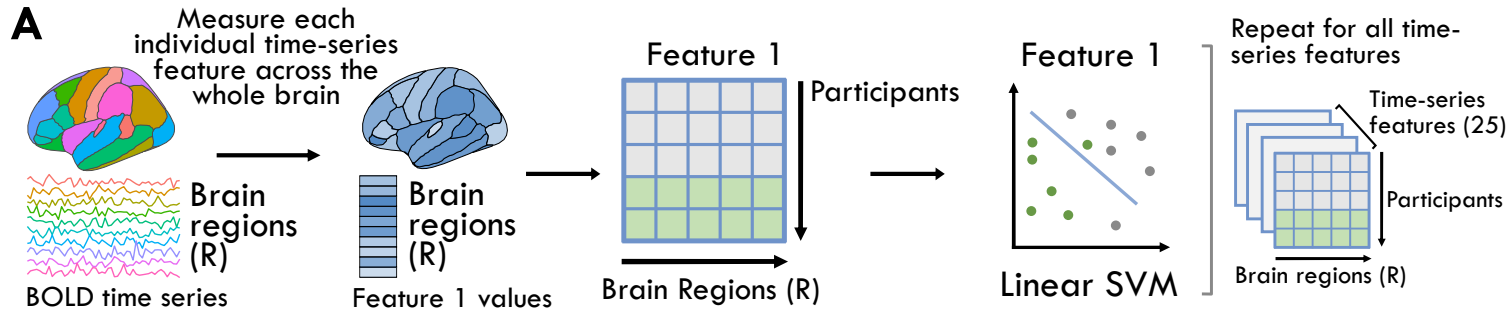 A
Measure each
individual time-series
feature across the
whole brain
Brain
regions
(R)
BOLD time series
Brain
regions
(R)
Feature 1 values
Feature 1
Participants
Brain Regions (R)
Feature 1
Linear SVM
Repeat for all time-
series features
Time-series
features (25)
Participants
Brain regions (R)